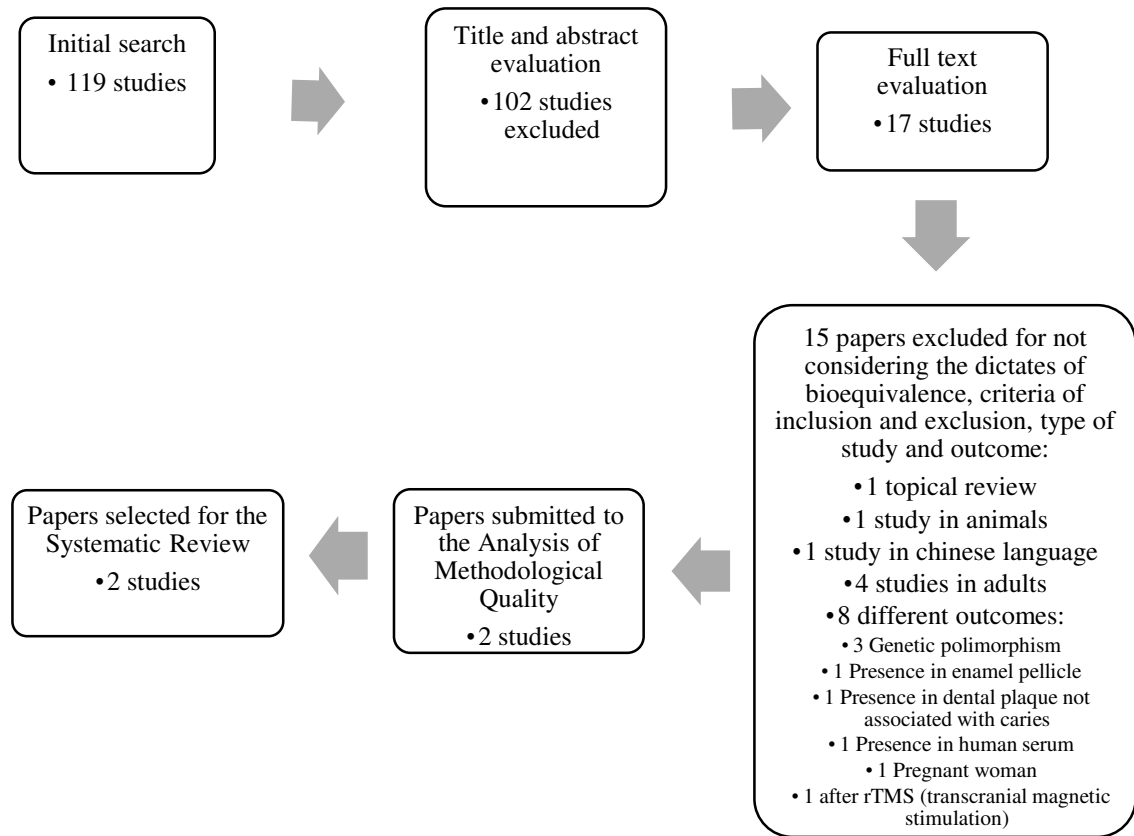 Initial search
• 119 studies
Title and abstract
evaluation
•102 studies
excluded
Full text
evaluation
•17 studies
15 papers excluded for not
considering the dictates of
bioequivalence, criteria of
inclusion and exclusion, type of
study and outcome:
•1 topical review
•1 study in animals
•1 study in chinese language
•4 studies in adults
•8 different outcomes:
• 3 Genetic polimorphism
• 1 Presence in enamel pellicle
• 1 Presence in dental plaque not
associated with caries
• 1 Presence in human serum
• 1 Pregnant woman
• 1 after rTMS (transcranial magnetic
stimulation)
Papers submitted to
the Analysis of
Methodological
Quality
•2 studies
Papers selected for the
Systematic Review
•2 studies